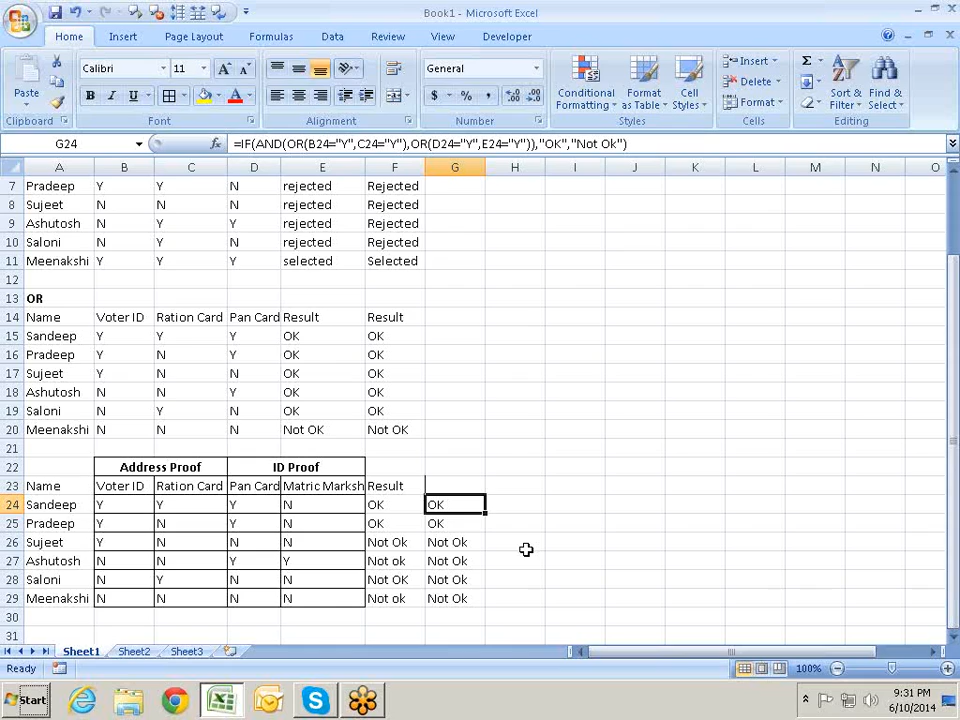 Book1 - Microsoft Excel
Home Insert Page Layout Formulas Data Review View Developer
Paste Calibri 11 General Conditional Formatting Format as Table Cell Styles Insert Delete Format Sort & Filter Find & Select
B I U $ % ,
Clipboard Font Alignment Number Styles Cells Editing
G24 fx =IF(AND(OR(B24="Y",C24="Y"),OR(D24="Y",E24="Y")),"OK","Not Ok")
A B C D E F G H I J K L M N O
7 Pradeep Y Y N rejected Rejected
8 Sujeet N N N rejected Rejected
9 Ashutosh N Y Y rejected Rejected
10 Saloni N Y N rejected Rejected
11 Meenakshi Y Y Y selected Selected
12
13 OR
14 Name Voter ID Ration Card Pan Card Result Result
15 Sandeep Y Y Y OK OK
16 Pradeep Y N Y OK OK
17 Sujeet Y N N OK OK
18 Ashutosh N N Y OK OK
19 Saloni N Y N OK OK
20 Meenakshi N N N Not OK Not OK
21
22 Address Proof ID Proof
23 Name Voter ID Ration Card Pan Card Matric Marksh Result
24 Sandeep Y Y Y N OK OK
25 Pradeep Y N Y N OK OK
26 Sujeet Y N N N Not Ok Not Ok
27 Ashutosh N N Y Y Not ok Not Ok
28 Saloni N Y N N Not OK Not Ok
29 Meenakshi N N N N Not ok Not Ok
30
31
Sheet1 Sheet2 Sheet3
Ready 100%
Start 9:31 PM
6/10/2014